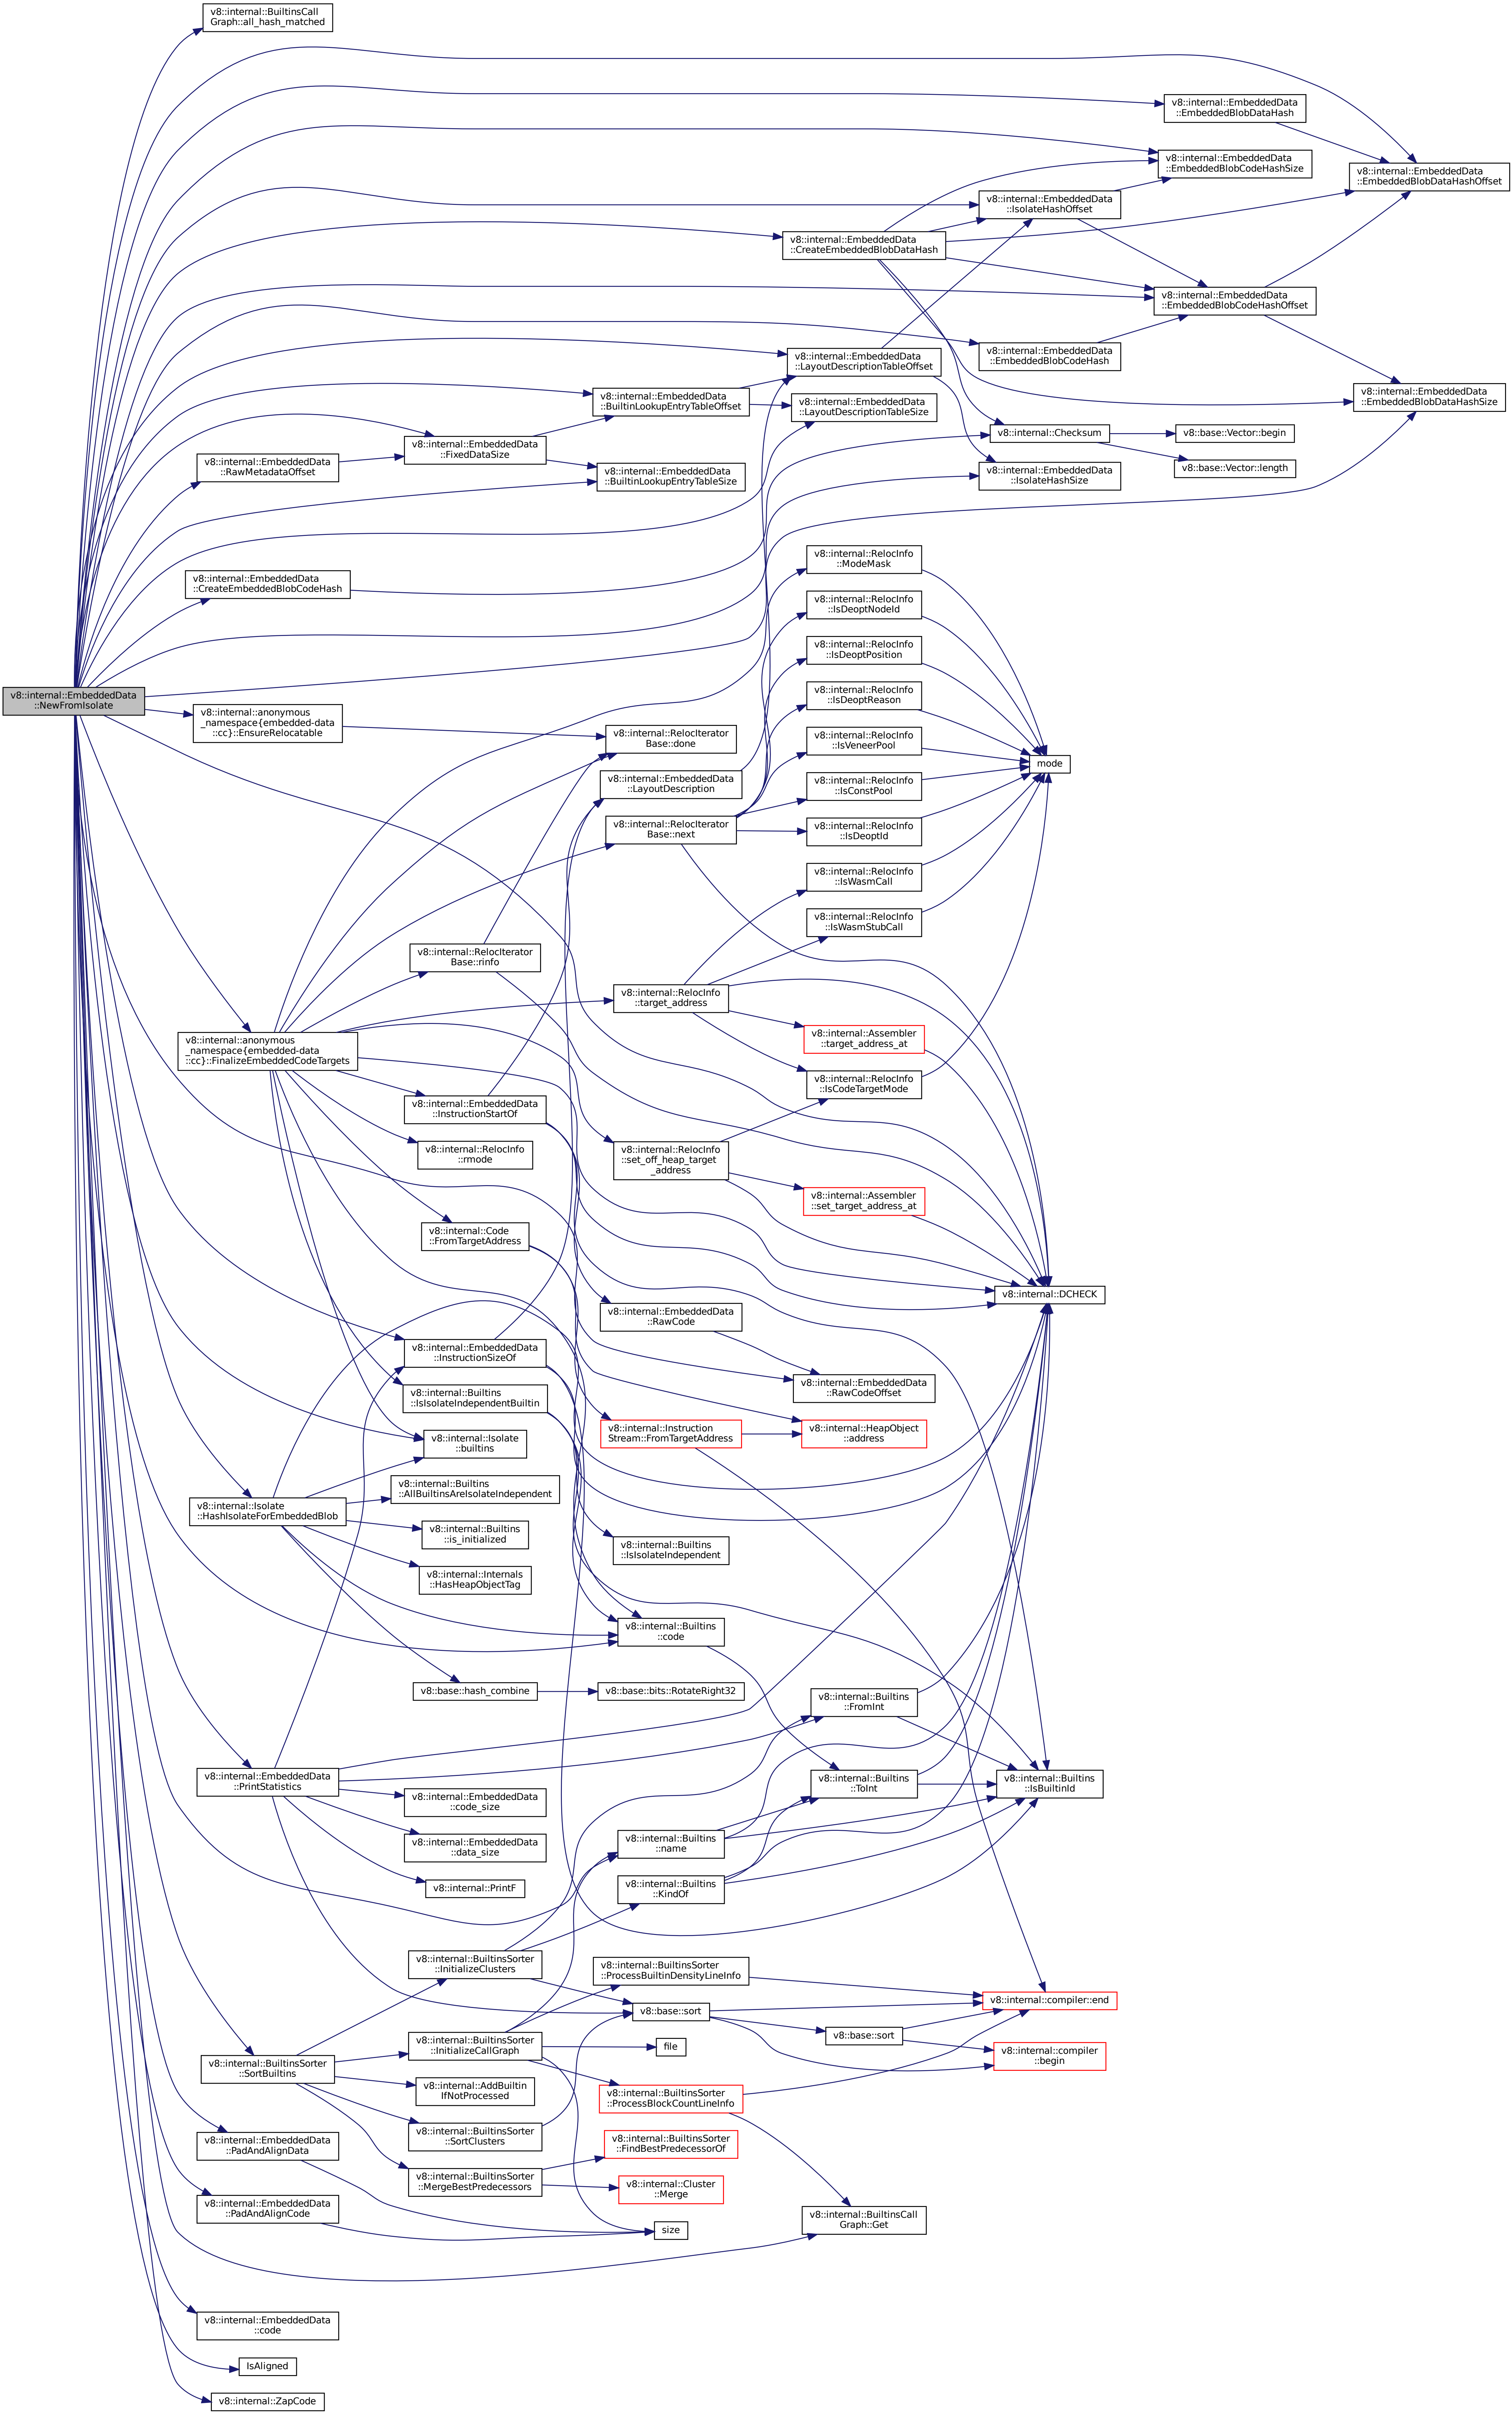 v8::internal::BuiltinsCall
Graph::all_hash_matched
v8::internal::EmbeddedData
::EmbeddedBlobDataHash
v8::internal::EmbeddedData
::EmbeddedBlobCodeHashSize
v8::internal::EmbeddedData
::EmbeddedBlobDataHashOffset
v8::internal::EmbeddedData
::IsolateHashOffset
v8::internal::EmbeddedData
::CreateEmbeddedBlobDataHash
v8::internal::EmbeddedData
::EmbeddedBlobCodeHashOffset
v8::internal::EmbeddedData
::EmbeddedBlobCodeHash
v8::internal::EmbeddedData
::LayoutDescriptionTableOffset
v8::internal::EmbeddedData
::EmbeddedBlobDataHashSize
v8::internal::EmbeddedData
::BuiltinLookupEntryTableOffset
v8::internal::EmbeddedData
::LayoutDescriptionTableSize
v8::internal::Checksum
v8::base::Vector::begin
v8::base::Vector::length
v8::internal::EmbeddedData
::FixedDataSize
v8::internal::EmbeddedData
::RawMetadataOffset
v8::internal::EmbeddedData
::BuiltinLookupEntryTableSize
v8::internal::EmbeddedData
::IsolateHashSize
v8::internal::RelocInfo
::ModeMask
v8::internal::EmbeddedData
::CreateEmbeddedBlobCodeHash
v8::internal::RelocInfo
::IsDeoptNodeId
v8::internal::RelocInfo
::IsDeoptPosition
v8::internal::RelocInfo
::IsDeoptReason
v8::internal::EmbeddedData
::NewFromIsolate
v8::internal::anonymous
_namespace{embedded-data
::cc}::EnsureRelocatable
v8::internal::RelocIterator
Base::done
v8::internal::RelocInfo
::IsVeneerPool
mode
v8::internal::EmbeddedData
::LayoutDescription
v8::internal::RelocInfo
::IsConstPool
v8::internal::RelocIterator
Base::next
v8::internal::RelocInfo
::IsDeoptId
v8::internal::RelocInfo
::IsWasmCall
v8::internal::RelocInfo
::IsWasmStubCall
v8::internal::RelocIterator
Base::rinfo
v8::internal::RelocInfo
::target_address
v8::internal::anonymous
_namespace{embedded-data
::cc}::FinalizeEmbeddedCodeTargets
v8::internal::Assembler
::target_address_at
v8::internal::RelocInfo
::IsCodeTargetMode
v8::internal::EmbeddedData
::InstructionStartOf
v8::internal::RelocInfo
::rmode
v8::internal::RelocInfo
::set_off_heap_target
_address
v8::internal::Assembler
::set_target_address_at
v8::internal::Code
::FromTargetAddress
v8::internal::DCHECK
v8::internal::EmbeddedData
::RawCode
v8::internal::EmbeddedData
::InstructionSizeOf
v8::internal::EmbeddedData
::RawCodeOffset
v8::internal::Builtins
::IsIsolateIndependentBuiltin
v8::internal::Instruction
Stream::FromTargetAddress
v8::internal::HeapObject
::address
v8::internal::Isolate
::builtins
v8::internal::Builtins
::AllBuiltinsAreIsolateIndependent
v8::internal::Isolate
::HashIsolateForEmbeddedBlob
v8::internal::Builtins
::is_initialized
v8::internal::Builtins
::IsIsolateIndependent
v8::internal::Internals
::HasHeapObjectTag
v8::internal::Builtins
::code
v8::base::hash_combine
v8::base::bits::RotateRight32
v8::internal::Builtins
::FromInt
v8::internal::EmbeddedData
::PrintStatistics
v8::internal::Builtins
::ToInt
v8::internal::Builtins
::IsBuiltinId
v8::internal::EmbeddedData
::code_size
v8::internal::EmbeddedData
::data_size
v8::internal::Builtins
::name
v8::internal::PrintF
v8::internal::Builtins
::KindOf
v8::internal::BuiltinsSorter
::InitializeClusters
v8::internal::BuiltinsSorter
::ProcessBuiltinDensityLineInfo
v8::internal::compiler::end
v8::base::sort
v8::base::sort
v8::internal::compiler
::begin
v8::internal::BuiltinsSorter
::InitializeCallGraph
file
v8::internal::BuiltinsSorter
::SortBuiltins
v8::internal::AddBuiltin
IfNotProcessed
v8::internal::BuiltinsSorter
::ProcessBlockCountLineInfo
v8::internal::BuiltinsSorter
::SortClusters
v8::internal::EmbeddedData
::PadAndAlignData
v8::internal::BuiltinsSorter
::FindBestPredecessorOf
v8::internal::BuiltinsSorter
::MergeBestPredecessors
v8::internal::Cluster
::Merge
v8::internal::EmbeddedData
::PadAndAlignCode
size
v8::internal::BuiltinsCall
Graph::Get
v8::internal::EmbeddedData
::code
IsAligned
v8::internal::ZapCode